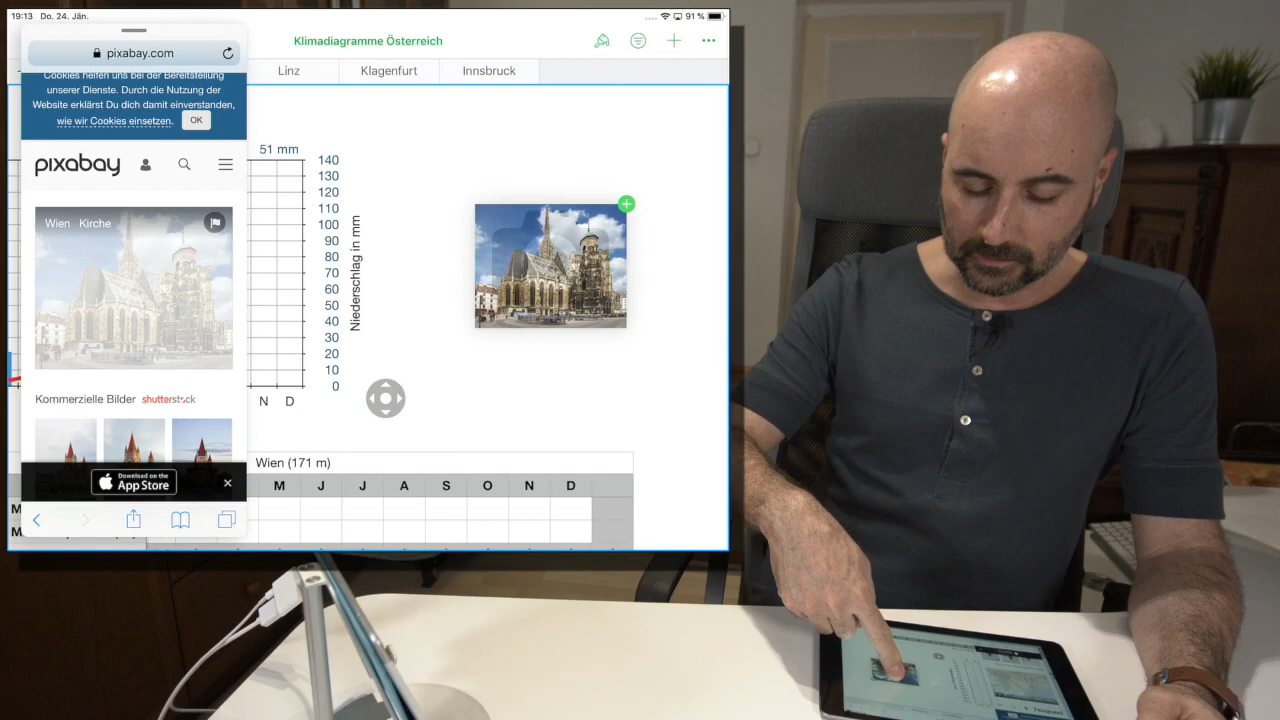 19:13 Do. 24. Jän.
91 %
pixabay.com
Cookies helfen uns bei der Bereitstellung
unserer Dienste. Durch die Nutzung der
Website erklärst Du dich damit einverstanden,
wie wir Cookies einsetzen. OK
pixabay
Wien Kirche
Kommerzielle Bilder shutterstock
Download on the
App Store
Klimadiagramme Österreich
Linz Klagenfurt Innsbruck
51 mm
140
130
120
110
100
90
80
70
60
50
40
30
20
10
0
Niederschlag in mm
N D
Wien (171 m)
M J J A S O N D
M
M